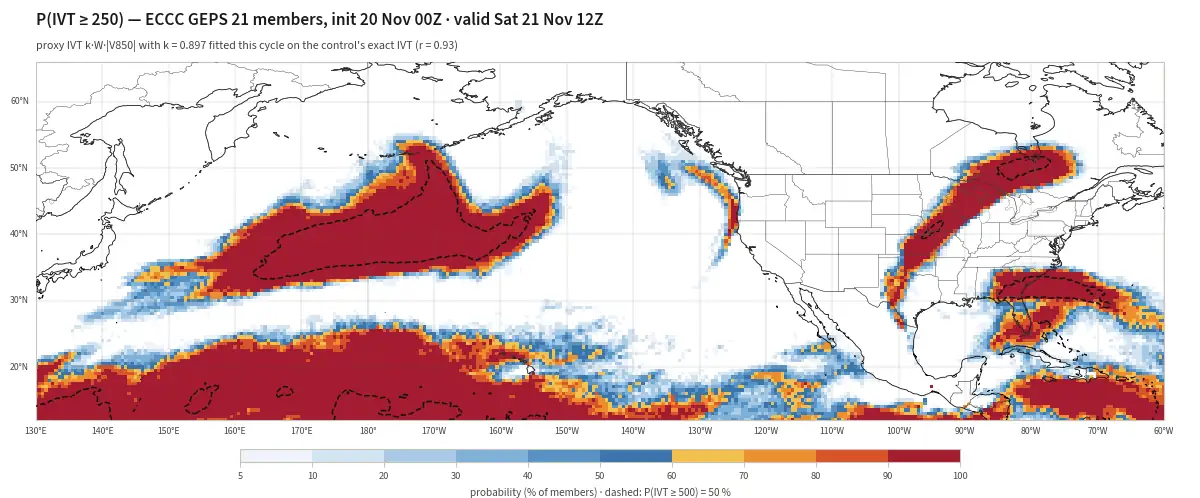 P(IVT ≥ 250) — ECCC GEPS 21 members, init 20 Nov 00Z · valid Sat 21 Nov 12Z
proxy IVT k·W·|V850| with k = 0.897 fitted this cycle on the control's exact IVT (r = 0.93)
60°N
50°N
40°N
30°N
20°N
130°E 140°E 150°E 160°E 170°E 180° 170°W 160°W 150°W 140°W 130°W 120°W 110°W 100°W 90°W 80°W 70°W 60°W
5 10 20 30 40 50 60 70 80 90 100
probability (% of members) · dashed: P(IVT ≥ 500) = 50 %